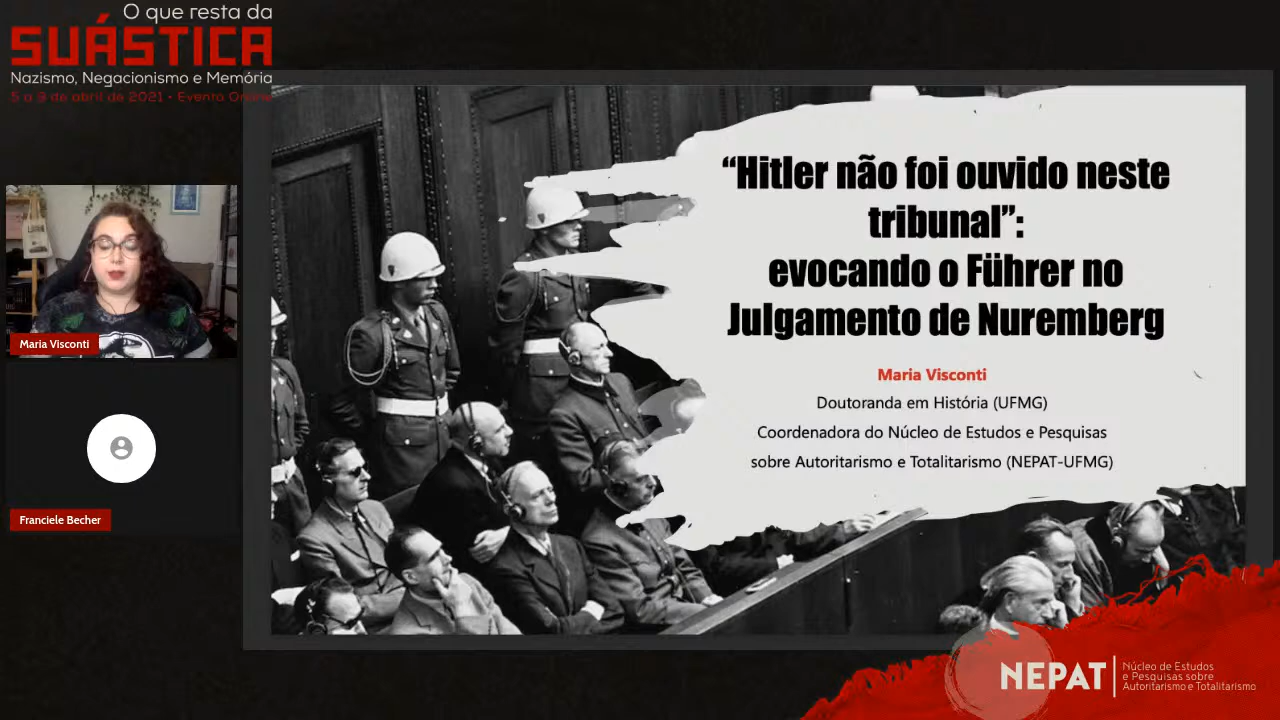 O que resta da
SUÁSTICA
Nazismo, Negacionismo e Memória
5 a 9 de abril de 2021 • Evento Online
Maria Visconti
Franciele Becher
“Hitler não foi ouvido neste
tribunal”:
evocando o Führer no
Julgamento de Nuremberg
Maria Visconti
Doutoranda em História (UFMG)
Coordenadora do Núcleo de Estudos e Pesquisas
sobre Autoritarismo e Totalitarismo (NEPAT-UFMG)
NEPAT
Núcleo de Estudos
e Pesquisas sobre
Autoritarismo e Totalitarismo